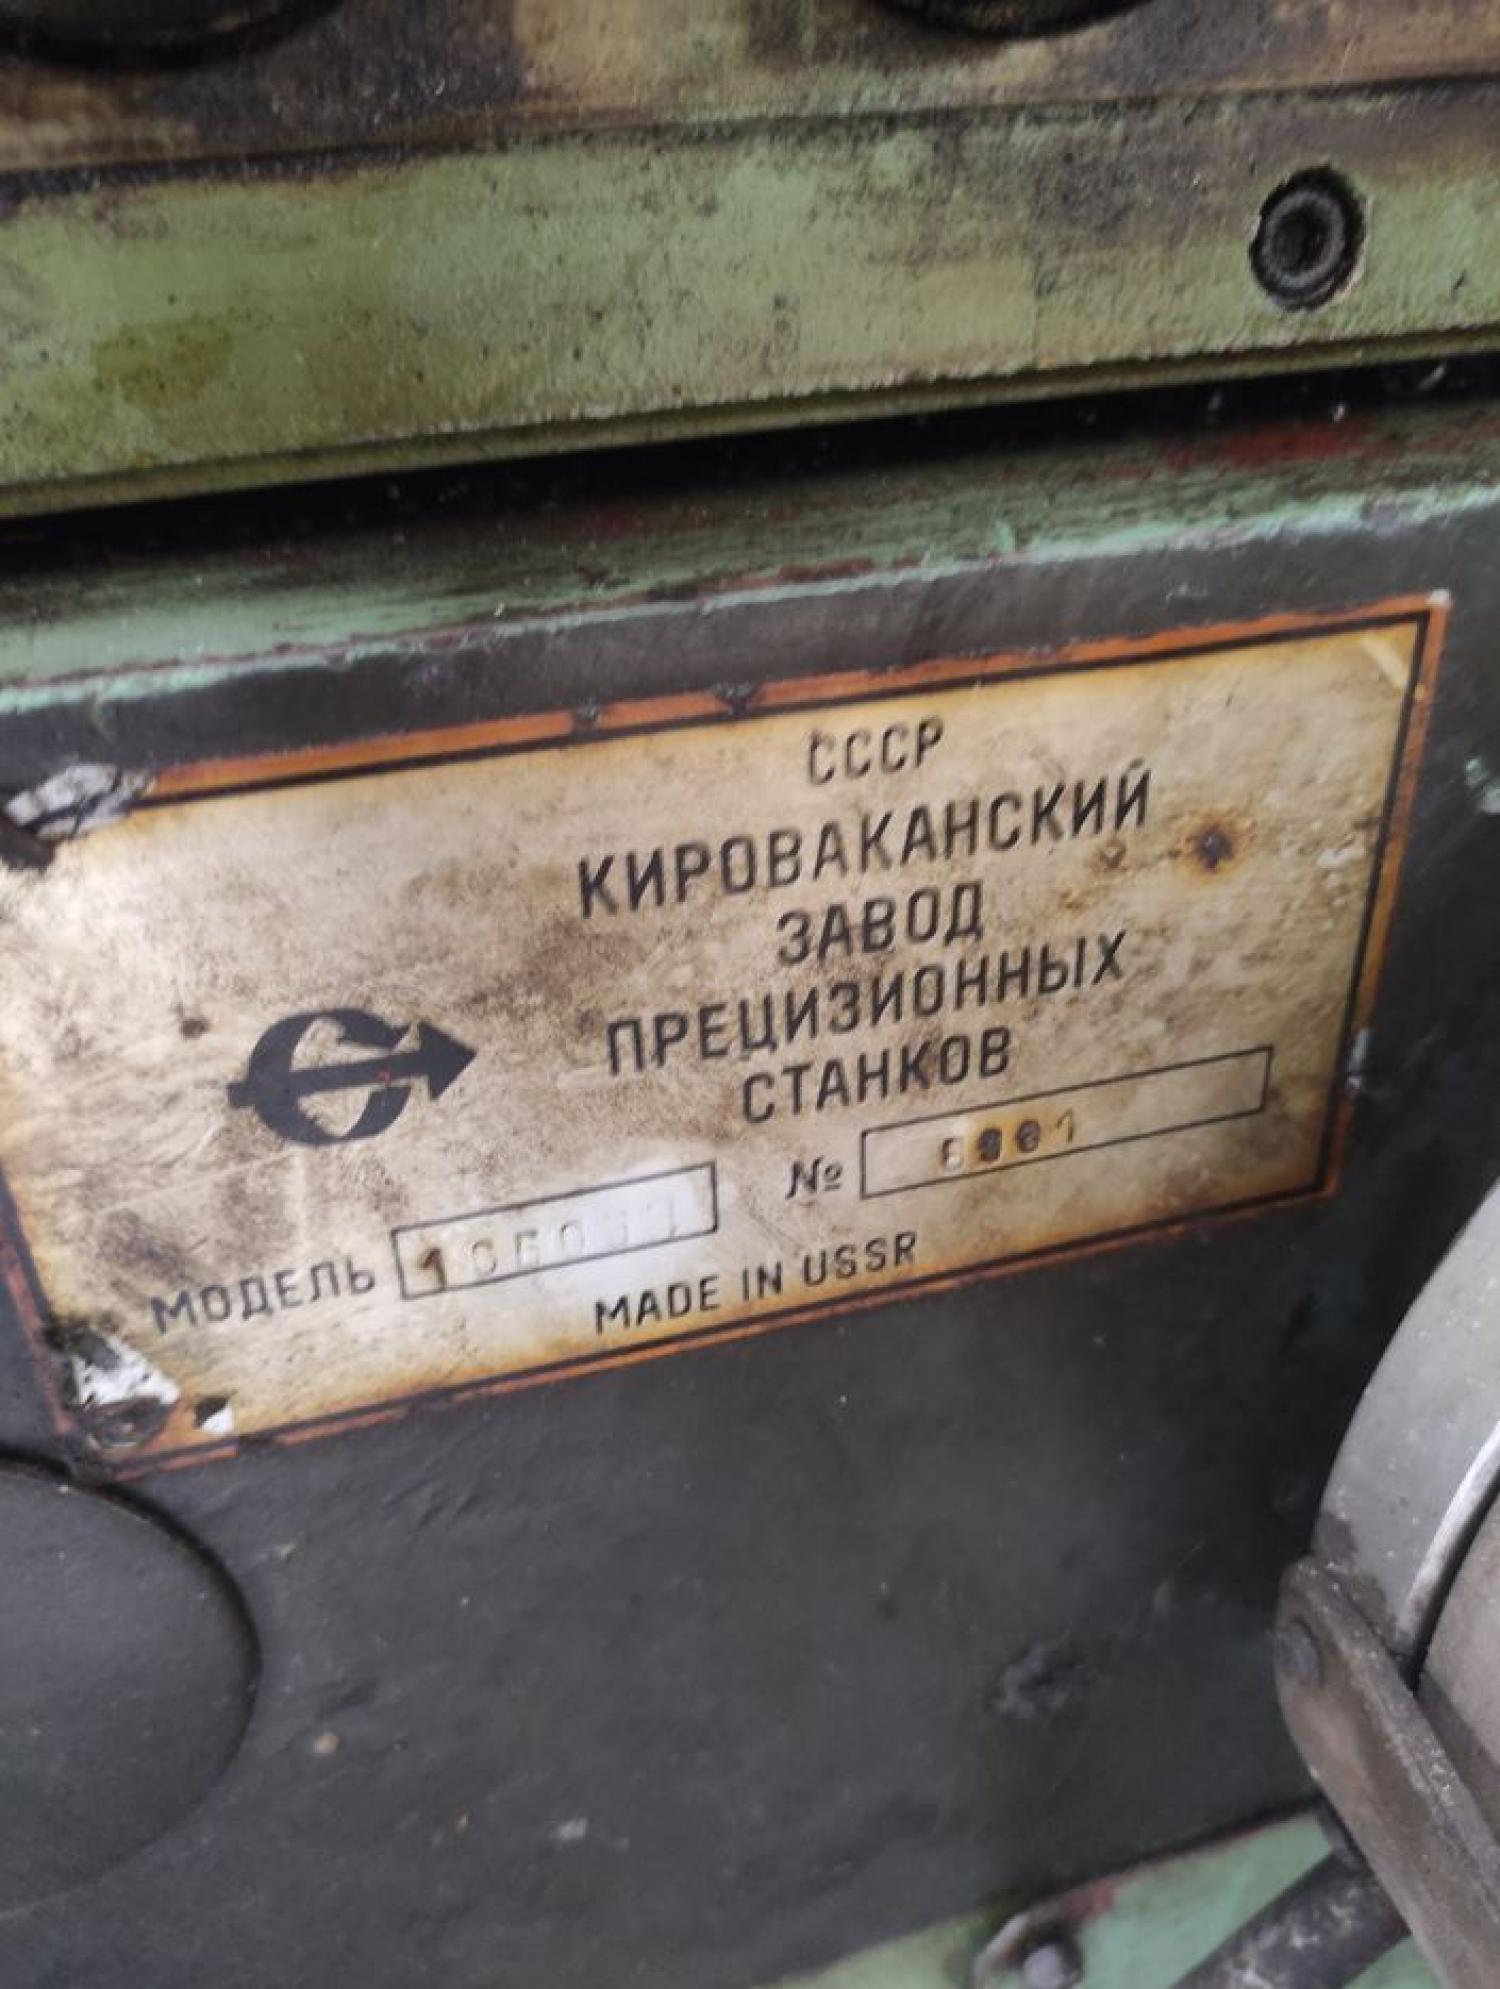 СССР
КИРОВАКАНСКИЙ
ЗАВОД
ПРЕЦИЗИОННЫХ
СТАНКОВ
№
МОДЕЛЬ
MADE IN USSR